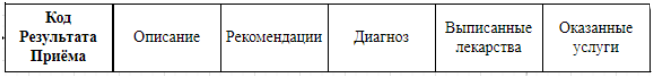 Код
Результата
Приёма
Описание
Рекомендации
Диагноз
Выписанные
лекарства
Оказанные
услуги